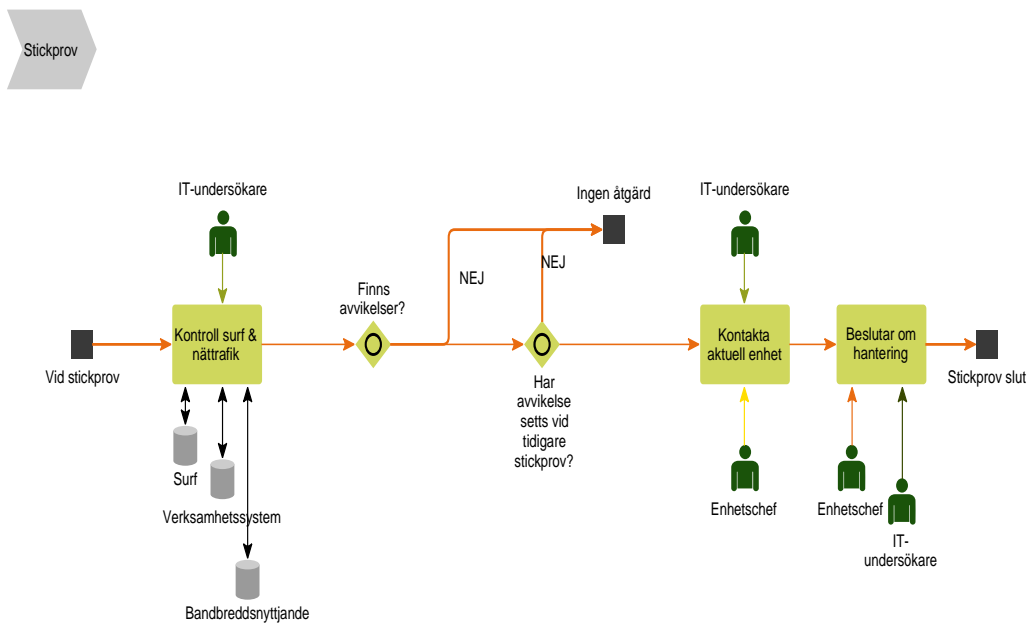 Stickprov
IT-undersökare
Ingen åtgärd
IT-undersökare
NEJ
NEJ
Finns
avvikelser?
Kontroll surf &
nättrafik
Kontakta
aktuell enhet
Beslutar om
hantering
Vid stickprov
Stickprov slut
Har
avvikelse
setts vid
tidigare
stickprov?
Surf
Verksamhetssystem
Bandbreddsnyttjande
Enhetschef
Enhetschef
IT-
undersökare